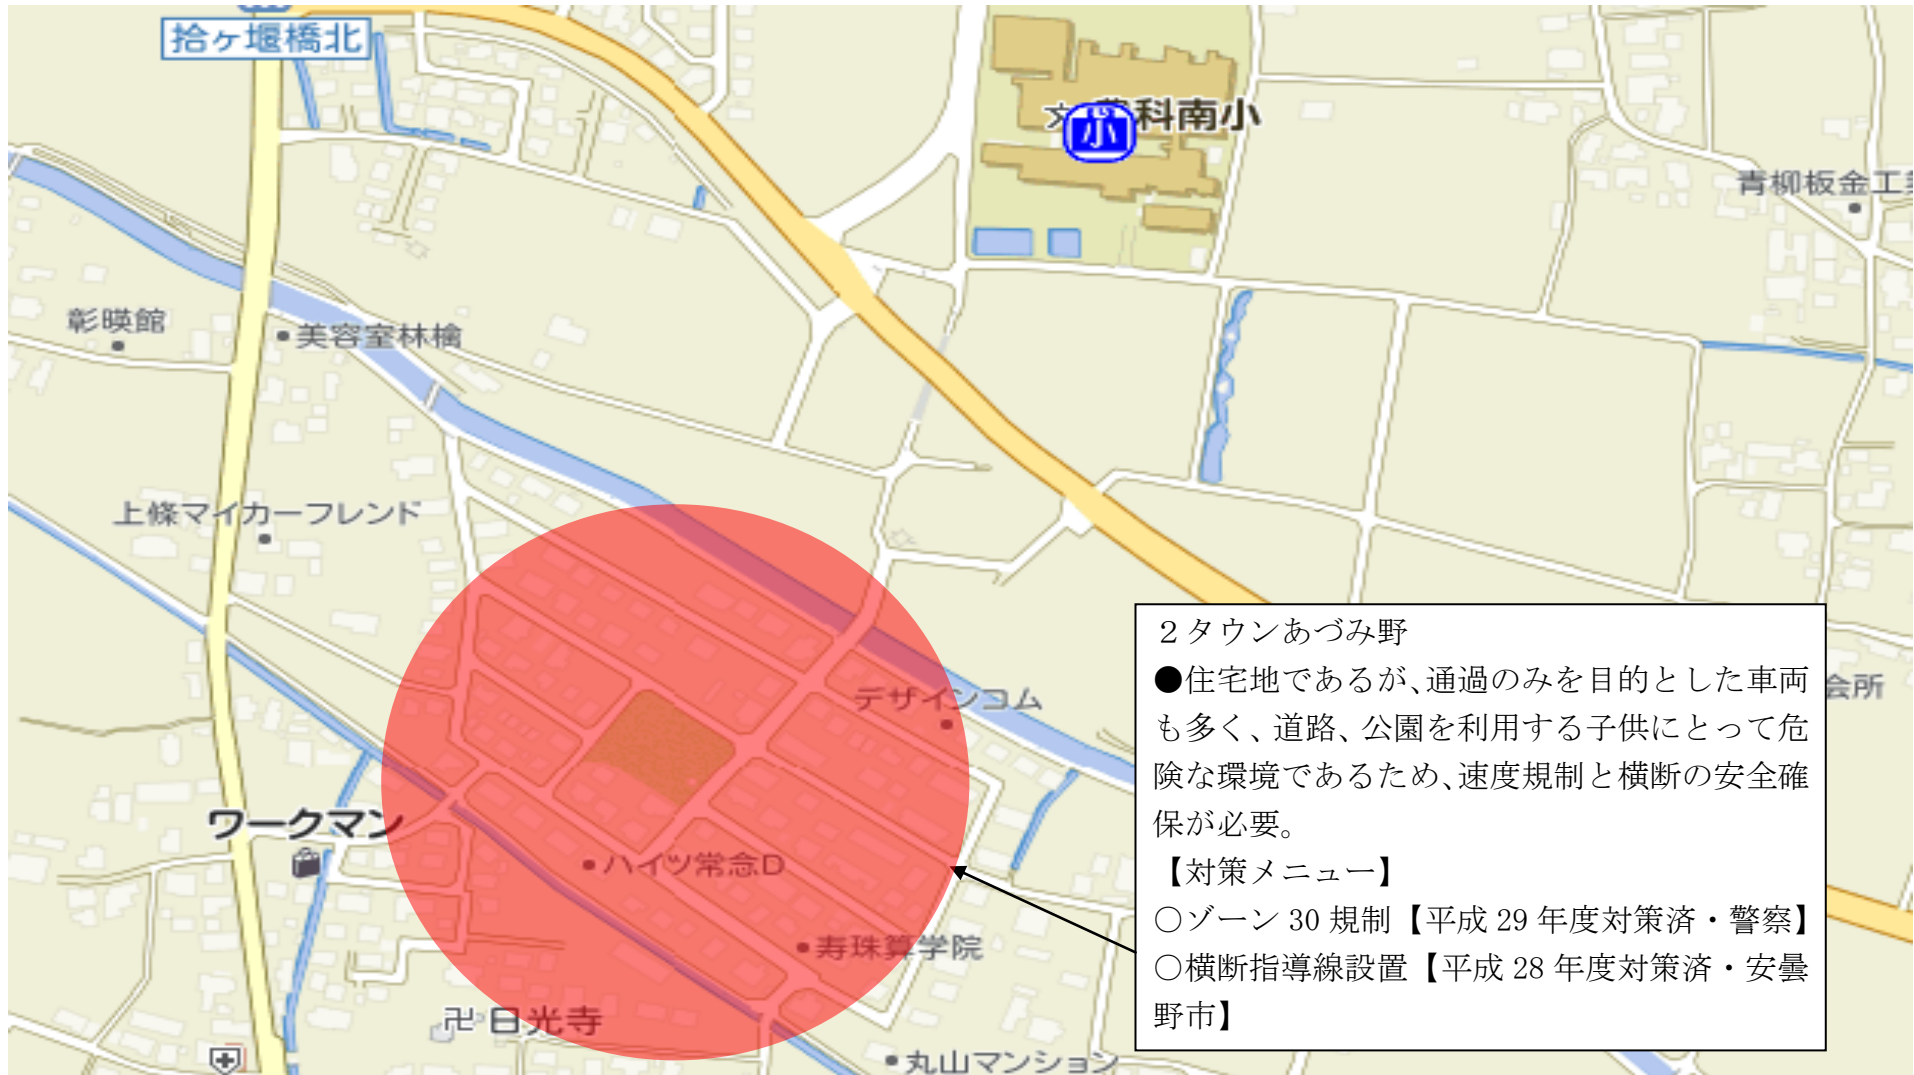 拾ヶ堰橋北
科南小
小
青柳板金工
彰暎館
美容室林檎
上條マイカーフレンド
デザインコム
会所
ワークマン
ハイツ常念D
寿珠算学院
日光寺
丸山マンション
２タウンあづみ野
●住宅地であるが、通過のみを目的とした車両
も多く、道路、公園を利用する子供にとって危
険な環境であるため、速度規制と横断の安全確
保が必要。
【対策メニュー】
○ゾーン 30 規制【平成 29 年度対策済・警察】
○横断指導線設置【平成 28 年度対策済・安曇
野市】